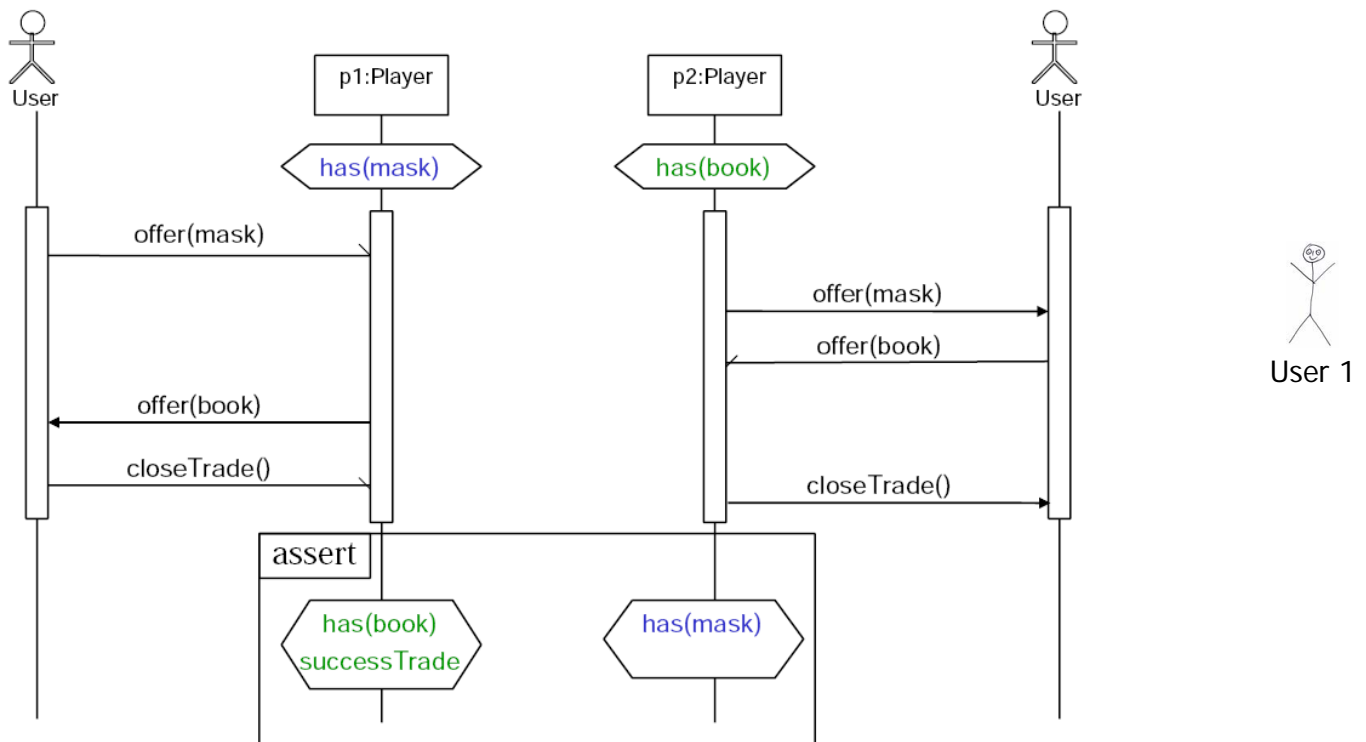 User
p1:Player
p2:Player
User
has(mask)
has(book)
offer(mask)
offer(mask)
offer(book)
User 1
offer(book)
closeTrade()
closeTrade()
assert
has(book)
successTrade
has(mask)